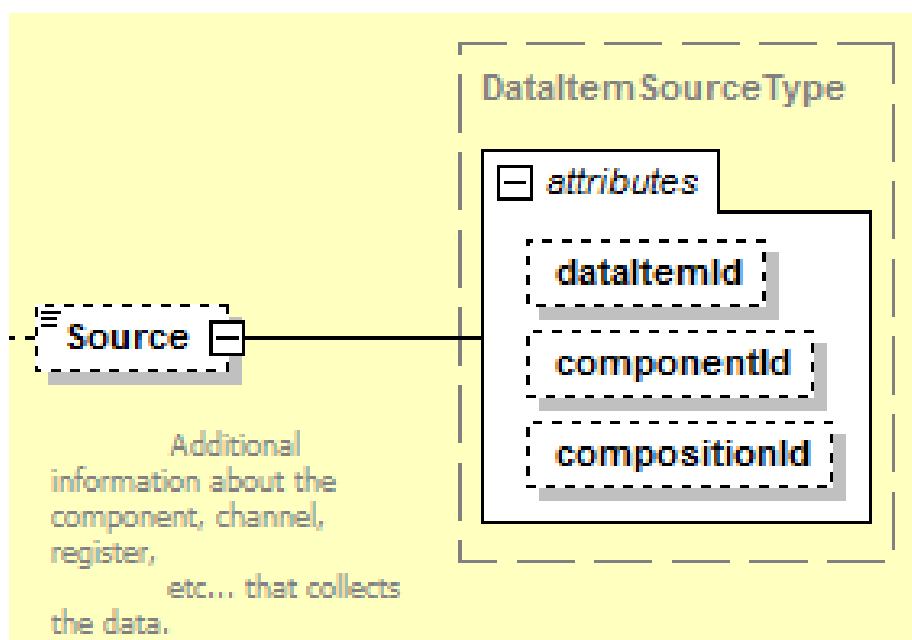 DataItemSourceType
attributes
dataItemId
componentId
compositionId
Source
Additional
information about the
component, channel,
register,
etc... that collects
the data.